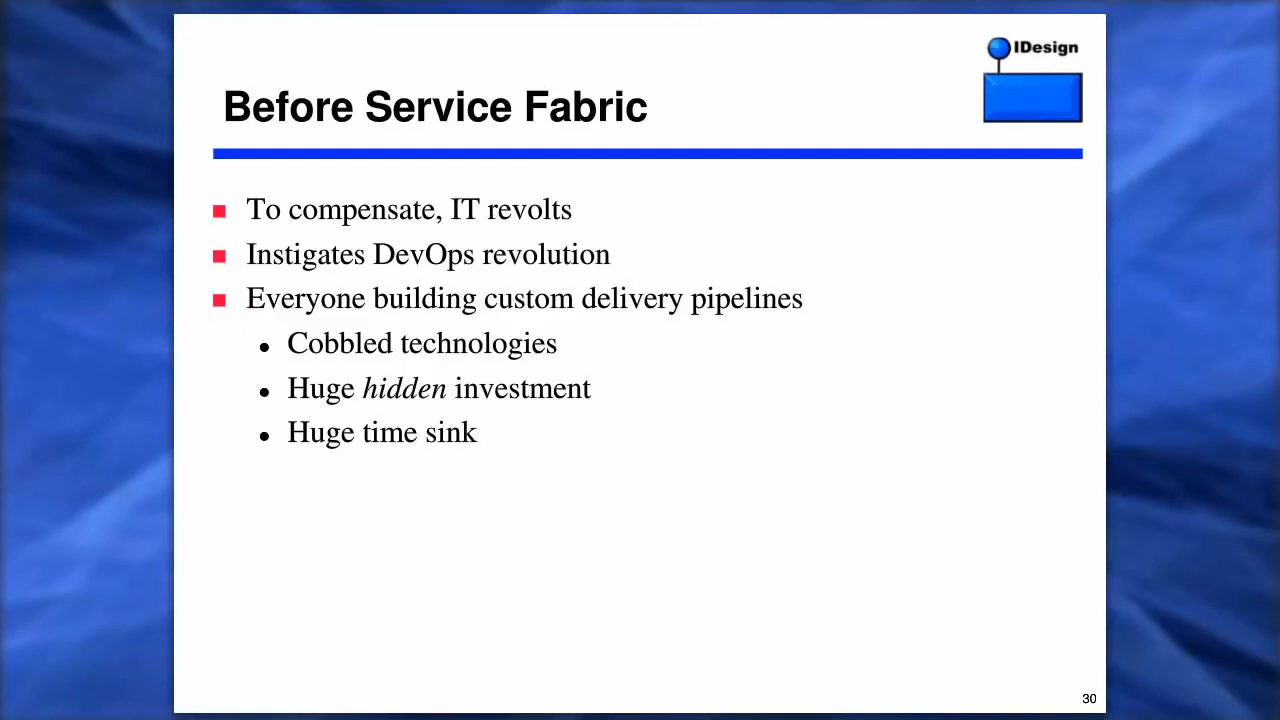 IDesign
Before Service Fabric
To compensate, IT revolts
Instigates DevOps revolution
Everyone building custom delivery pipelines
Cobbled technologies
Huge hidden investment
Huge time sink
30